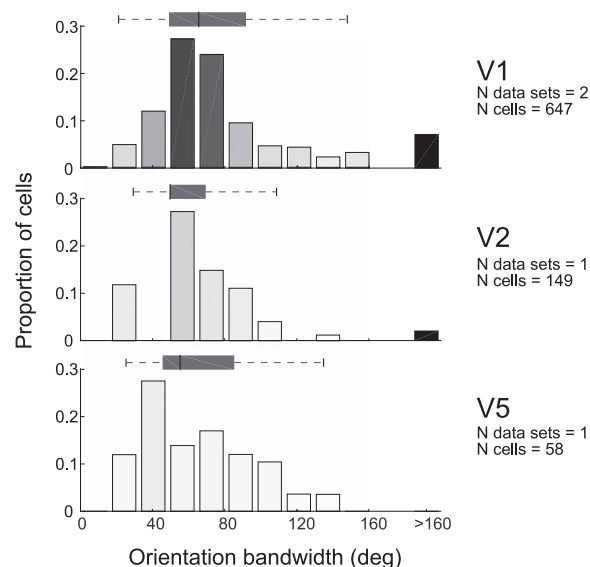 0.3
0.2
0.1
0
V1
N data sets = 2
N cells = 647
0.3
0.2
0.1
0
V2
N data sets = 1
N cells = 149
0.3
0.2
0.1
0
V5
N data sets = 1
N cells = 58
Proportion of cells
0 40 80 120 160 >160
Orientation bandwidth (deg)